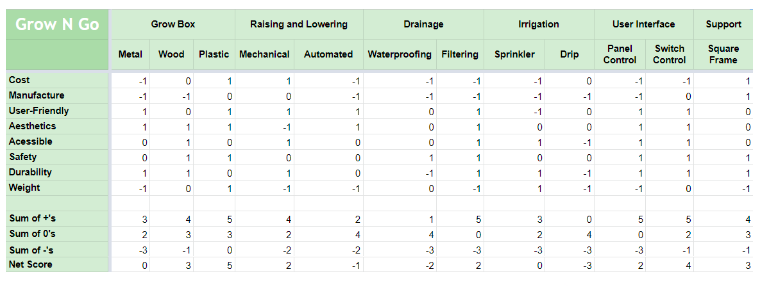 Grow N Go Grow Box Raising and Lowering Drainage Irrigation User Interface Support
Metal Wood Plastic Mechanical Automated Waterproofing Filtering Sprinkler Drip Panel Control Switch Control Square Frame
Cost -1 0 1 1 -1 -1 -1 -1 0 -1 -1 1
Manufacture -1 -1 0 0 -1 -1 -1 -1 -1 -1 0 1
User-Friendly 1 0 1 1 1 0 1 -1 0 1 1 0
Aesthetics 1 1 1 -1 1 0 1 0 0 1 1 0
Acessible 0 1 0 1 0 0 1 1 -1 1 1 0
Safety 0 1 1 0 0 1 1 0 0 1 1 1
Durability 1 1 0 1 0 -1 1 1 -1 1 1 1
Weight -1 0 1 -1 -1 0 -1 1 -1 -1 0 -1
Sum of +'s 3 4 5 4 2 1 5 3 0 5 5 4
Sum of 0's 2 3 3 2 4 4 0 2 4 0 2 3
Sum of -'s -3 -1 0 -2 -2 -3 -3 -3 -3 -3 -1 -1
Net Score 0 3 5 2 -1 -2 2 0 -3 2 4 3